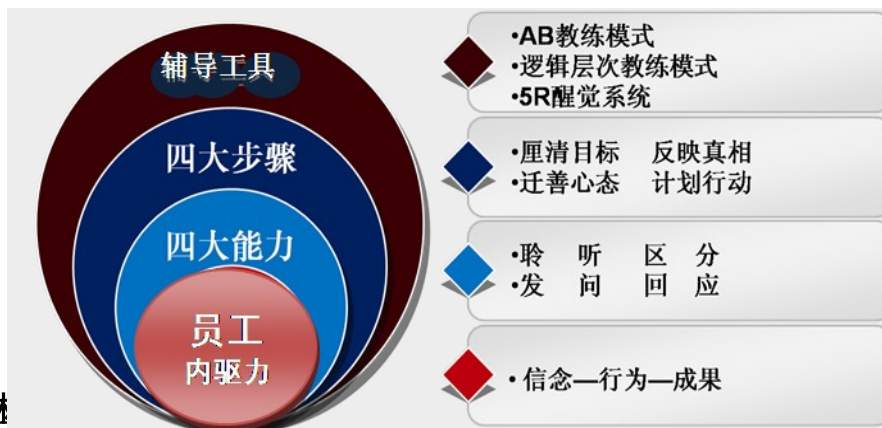 辅导工具
四大步骤
四大能力
员工
内驱力
•AB教练模式
•逻辑层次教练模式
•5R醒觉系统
•厘清目标 反映真相
•迁善心态 计划行动
•聆 听 区 分
•发 问 回 应
•信念—行为—成果